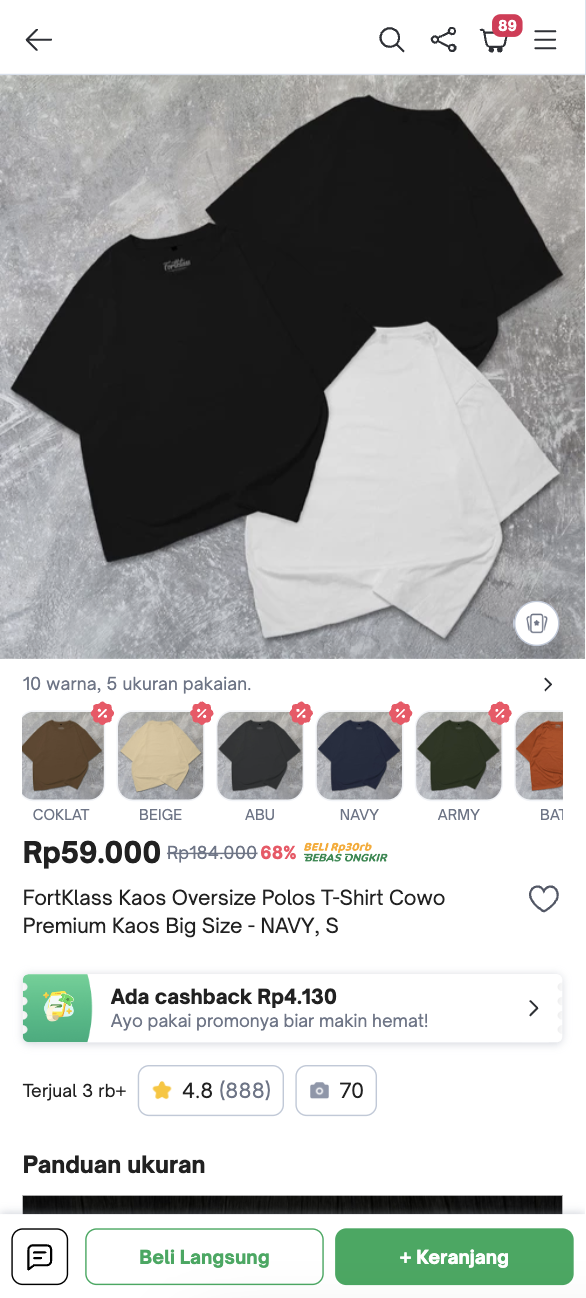 89
FortKlass
10 warna, 5 ukuran pakaian.
COKLAT
BEIGE
ABU
NAVY
ARMY
BAT
Rp59.000 Rp184.000 68% BELI Rp30rb
BEBAS ONGKIR
FortKlass Kaos Oversize Polos T-Shirt Cowo
Premium Kaos Big Size - NAVY, S
Ada cashback Rp4.130
Ayo pakai promonya biar makin hemat!
Terjual 3 rb+ 4.8 (888) 70
Panduan ukuran
Beli Langsung
+ Keranjang